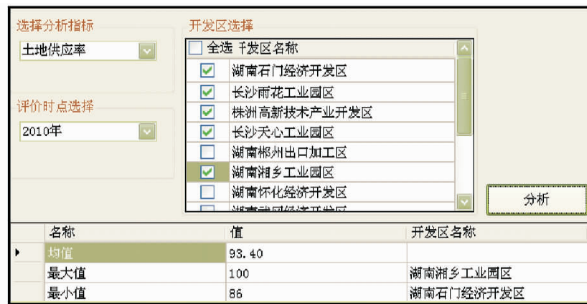 选择分析指标
土地供应率
评价时点选择
2010年
开发区选择
全选 开发区名称
湖南石门经济开发区
长沙雨花工业园区
株洲高新技术产业开发区
长沙天心工业园区
湖南郴州出口加工区
湖南湘乡工业园区
湖南怀化经济开发区
分析
名称 值 开发区名称
均值 93.40
最大值 100 湖南湘乡工业园区
最小值 86 湖南石门经济开发区